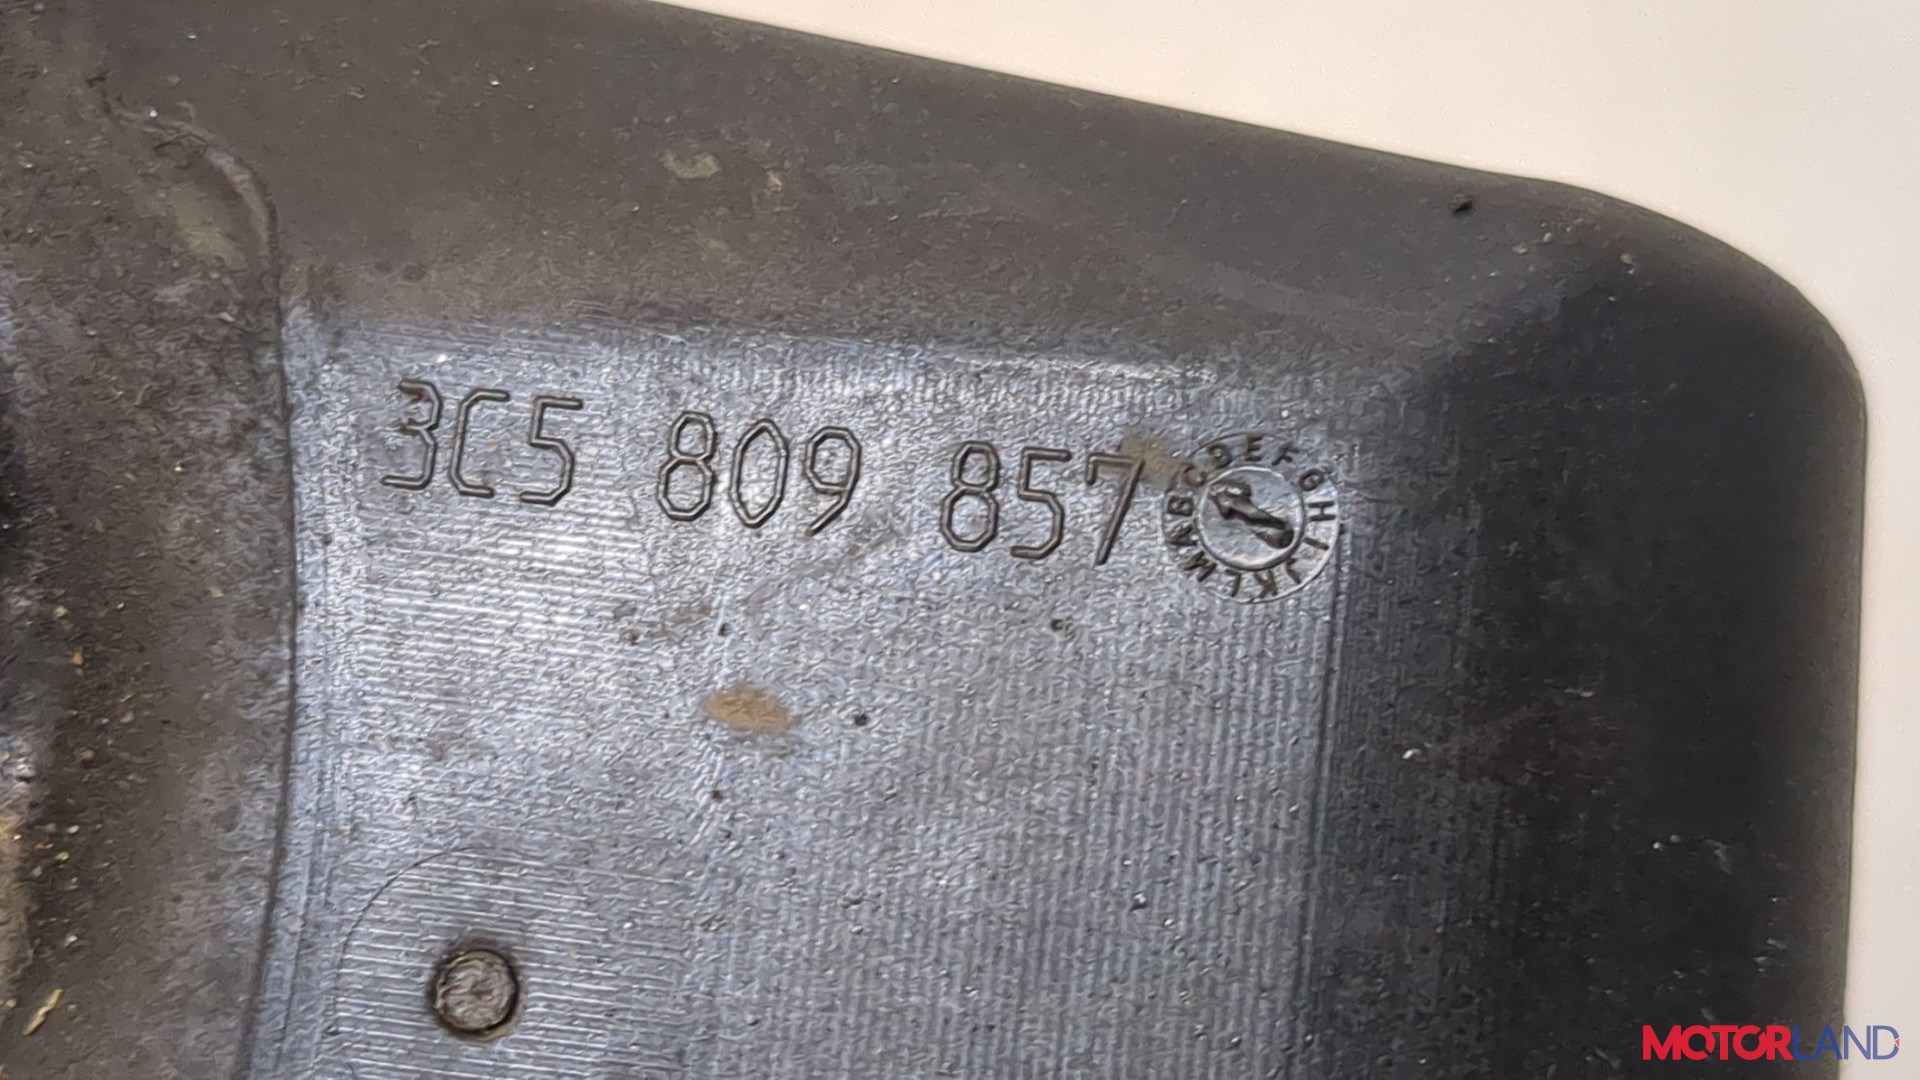 3C5 809 857
ABCDEFGHIJKLM
MOTORLAND